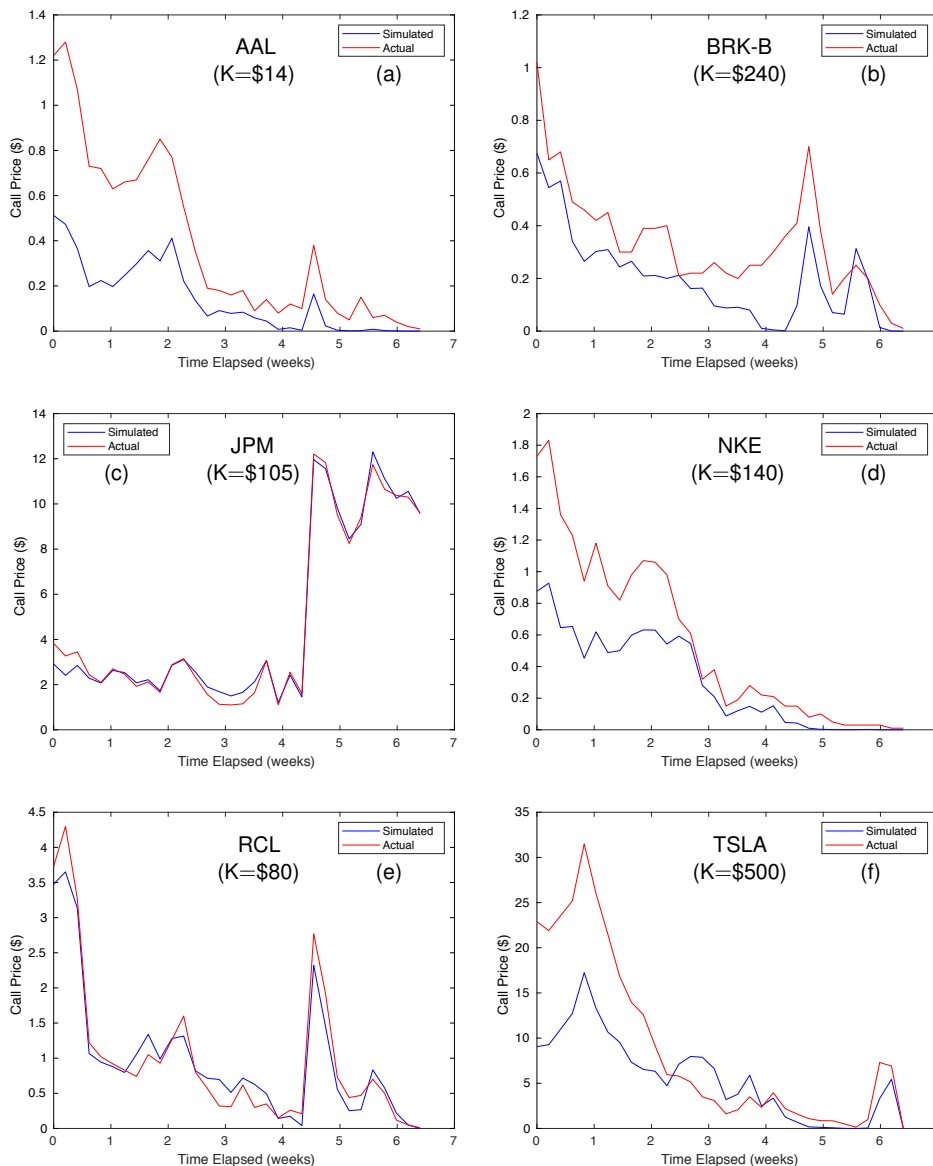 1.4
1.2
1
0.8
0.6
0.4
0.2
0
Call Price ($)
AAL
(K=$14)
(a)
Simulated
Actual
0 1 2 3 4 5 6 7
Time Elapsed (weeks)
1.2
1
0.8
0.6
0.4
0.2
0
Call Price ($)
BRK-B
(K=$240)
(b)
Simulated
Actual
0 1 2 3 4 5 6
Time Elapsed (weeks)
14
12
10
8
6
4
2
0
Call Price ($)
Simulated
Actual
(c)
JPM
(K=$105)
0 1 2 3 4 5 6 7
Time Elapsed (weeks)
2
1.8
1.6
1.4
1.2
1
0.8
0.6
0.4
0.2
0
Call Price ($)
NKE
(K=$140)
(d)
Simulated
Actual
0 1 2 3 4 5 6
Time Elapsed (weeks)
4.5
4
3.5
3
2.5
2
1.5
1
0.5
0
Call Price ($)
RCL
(K=$80)
(e)
Simulated
Actual
0 1 2 3 4 5 6 7
Time Elapsed (weeks)
35
30
25
20
15
10
5
0
Call Price ($)
TSLA
(K=$500)
(f)
Simulated
Actual
0 1 2 3 4 5 6
Time Elapsed (weeks)